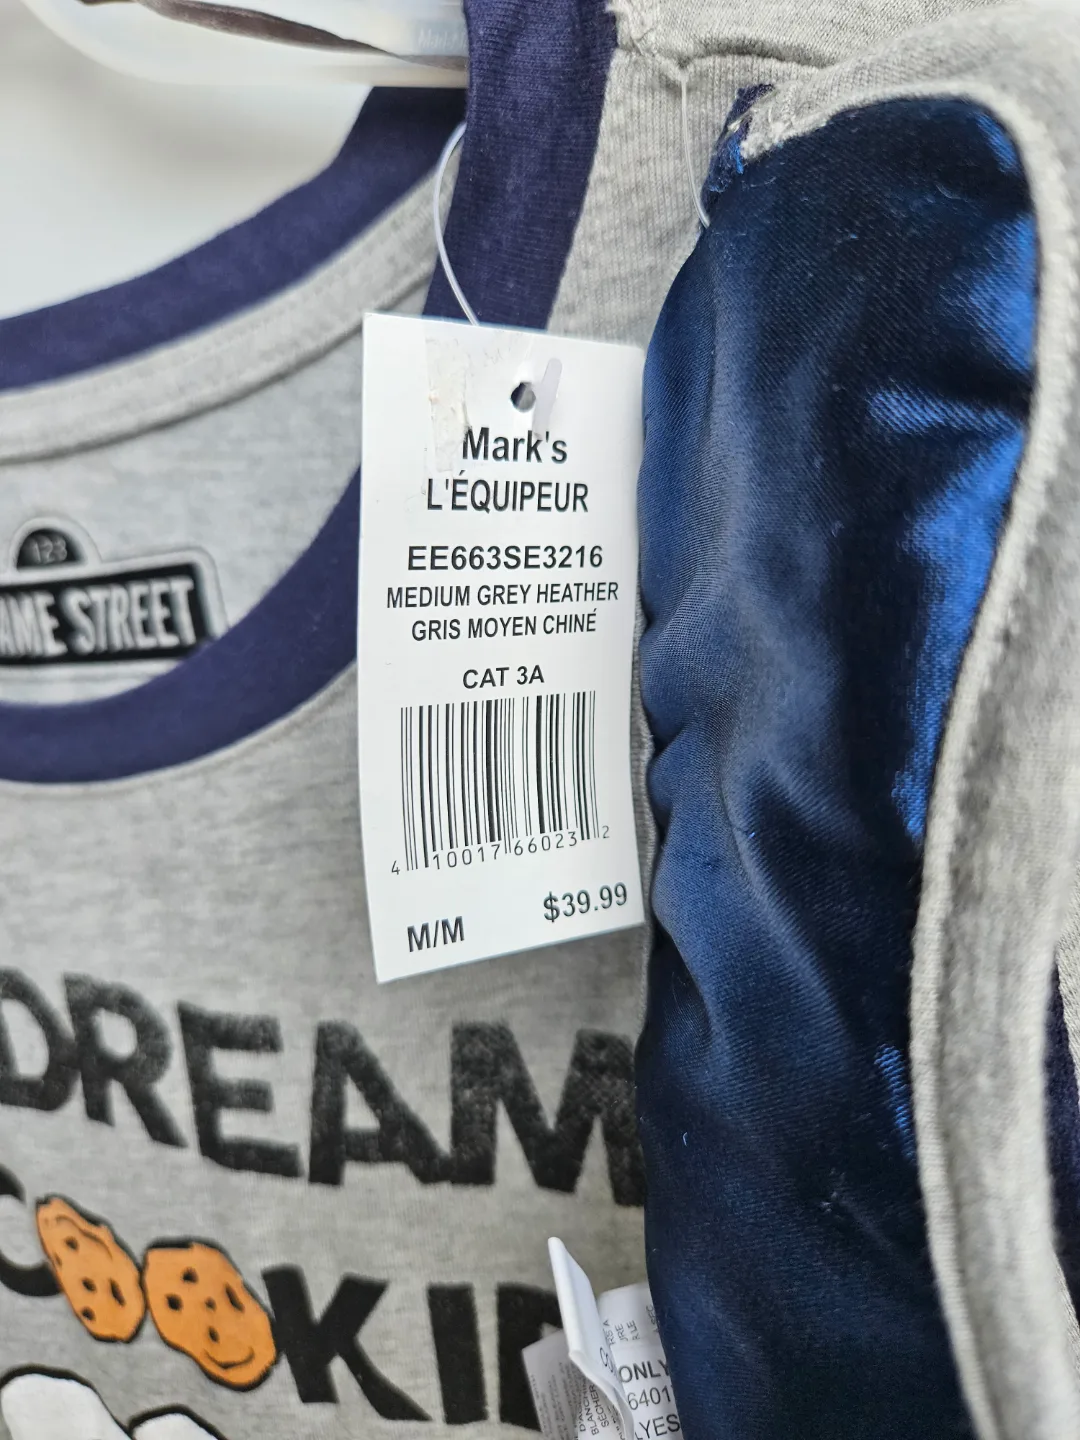 Mark's
L'ÉQUIPEUR
EE663SE3216
MEDIUM GREY HEATHER
GRIS MOYEN CHINÉ
CAT 3A
4 10017 66023 2
M/M $39.99
123
STREET
DREAM
KI
ONLY